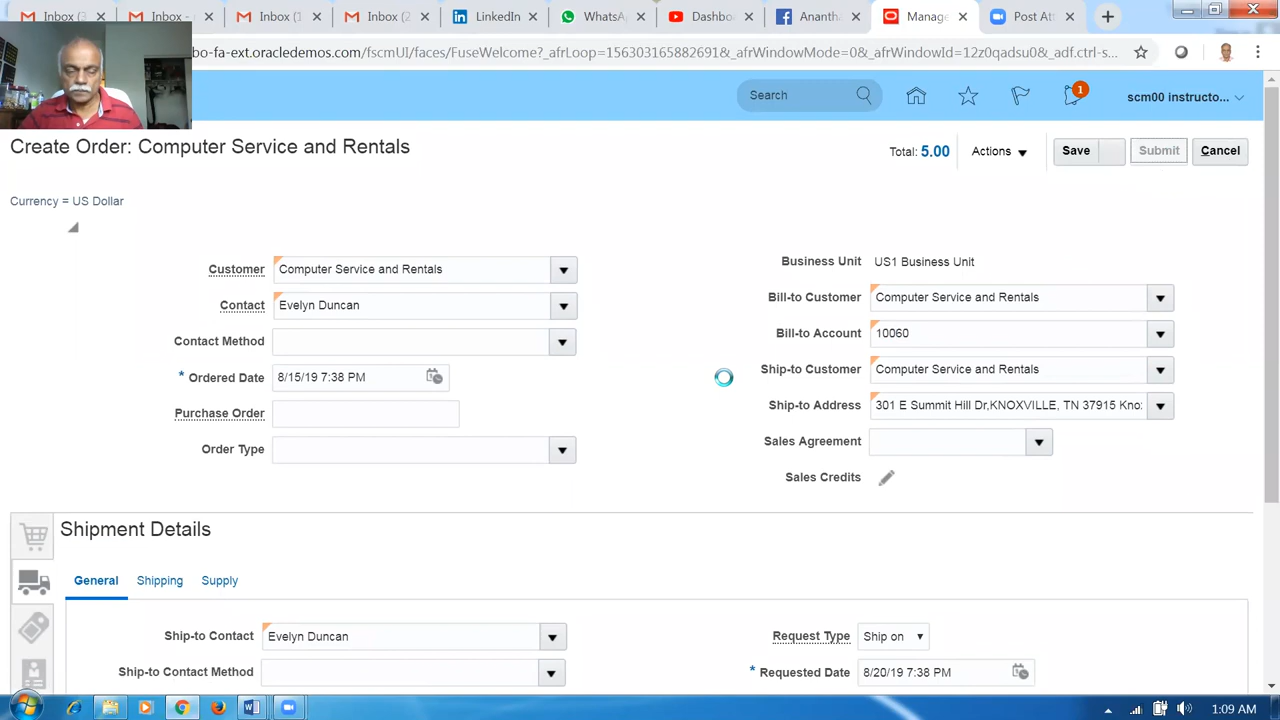 Inbox (3
Inbox -
Inbox -
Inbox (2
LinkedIn
WhatsA
Dashbo
Anantha
Manage
Post Att
bo-fa-ext.oracledemos.com/fscmUI/faces/FuseWelcome?_afrLoop=156303165882691&_afrWindowMode=0&_afrWindowId=12z0qadsu0&_adf.ctrl-s...
Search
1
scm00 instructo...
Create Order: Computer Service and Rentals
Total: 5.00
Actions
Save
Submit
Cancel
Currency = US Dollar
Customer Computer Service and Rentals
Contact Evelyn Duncan
Contact Method
* Ordered Date 8/15/19 7:38 PM
Purchase Order
Order Type
Business Unit US1 Business Unit
Bill-to Customer Computer Service and Rentals
Bill-to Account 10060
Ship-to Customer Computer Service and Rentals
Ship-to Address 301 E Summit Hill Dr,KNOXVILLE, TN 37915 Kno
Sales Agreement
Sales Credits
Shipment Details
General Shipping Supply
Ship-to Contact Evelyn Duncan
Ship-to Contact Method
Request Type Ship on
* Requested Date 8/20/19 7:38 PM
1:09 AM